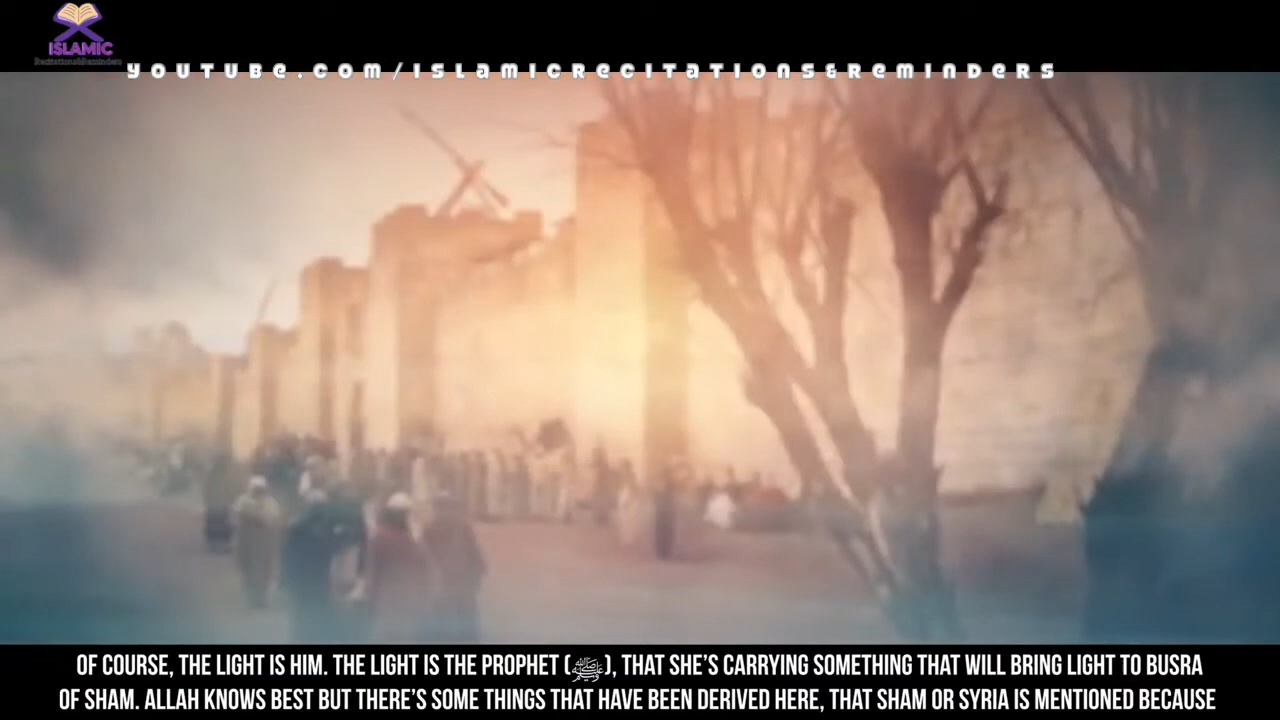 ISLAMIC
Recitations&Reminders
YOUTUBE.COM/ISLAMICRECITATIONS&REMINDERS
OF COURSE, THE LIGHT IS HIM. THE LIGHT IS THE PROPHET (ﷺ), THAT SHE'S CARRYING SOMETHING THAT WILL BRING LIGHT TO BUSRA
OF SHAM. ALLAH KNOWS BEST BUT THERE'S SOME THINGS THAT HAVE BEEN DERIVED HERE, THAT SHAM OR SYRIA IS MENTIONED BECAUSE